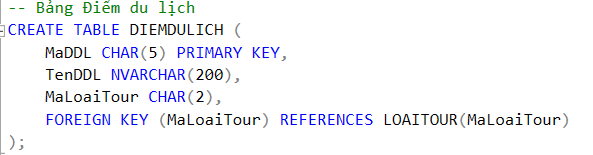 -- Bảng Điểm du lịch
CREATE TABLE DIEMDULICH (
MaDDL CHAR(5) PRIMARY KEY,
TenDDL NVARCHAR(200),
MaLoaiTour CHAR(2),
FOREIGN KEY (MaLoaiTour) REFERENCES LOAITOUR(MaLoaiTour)
);